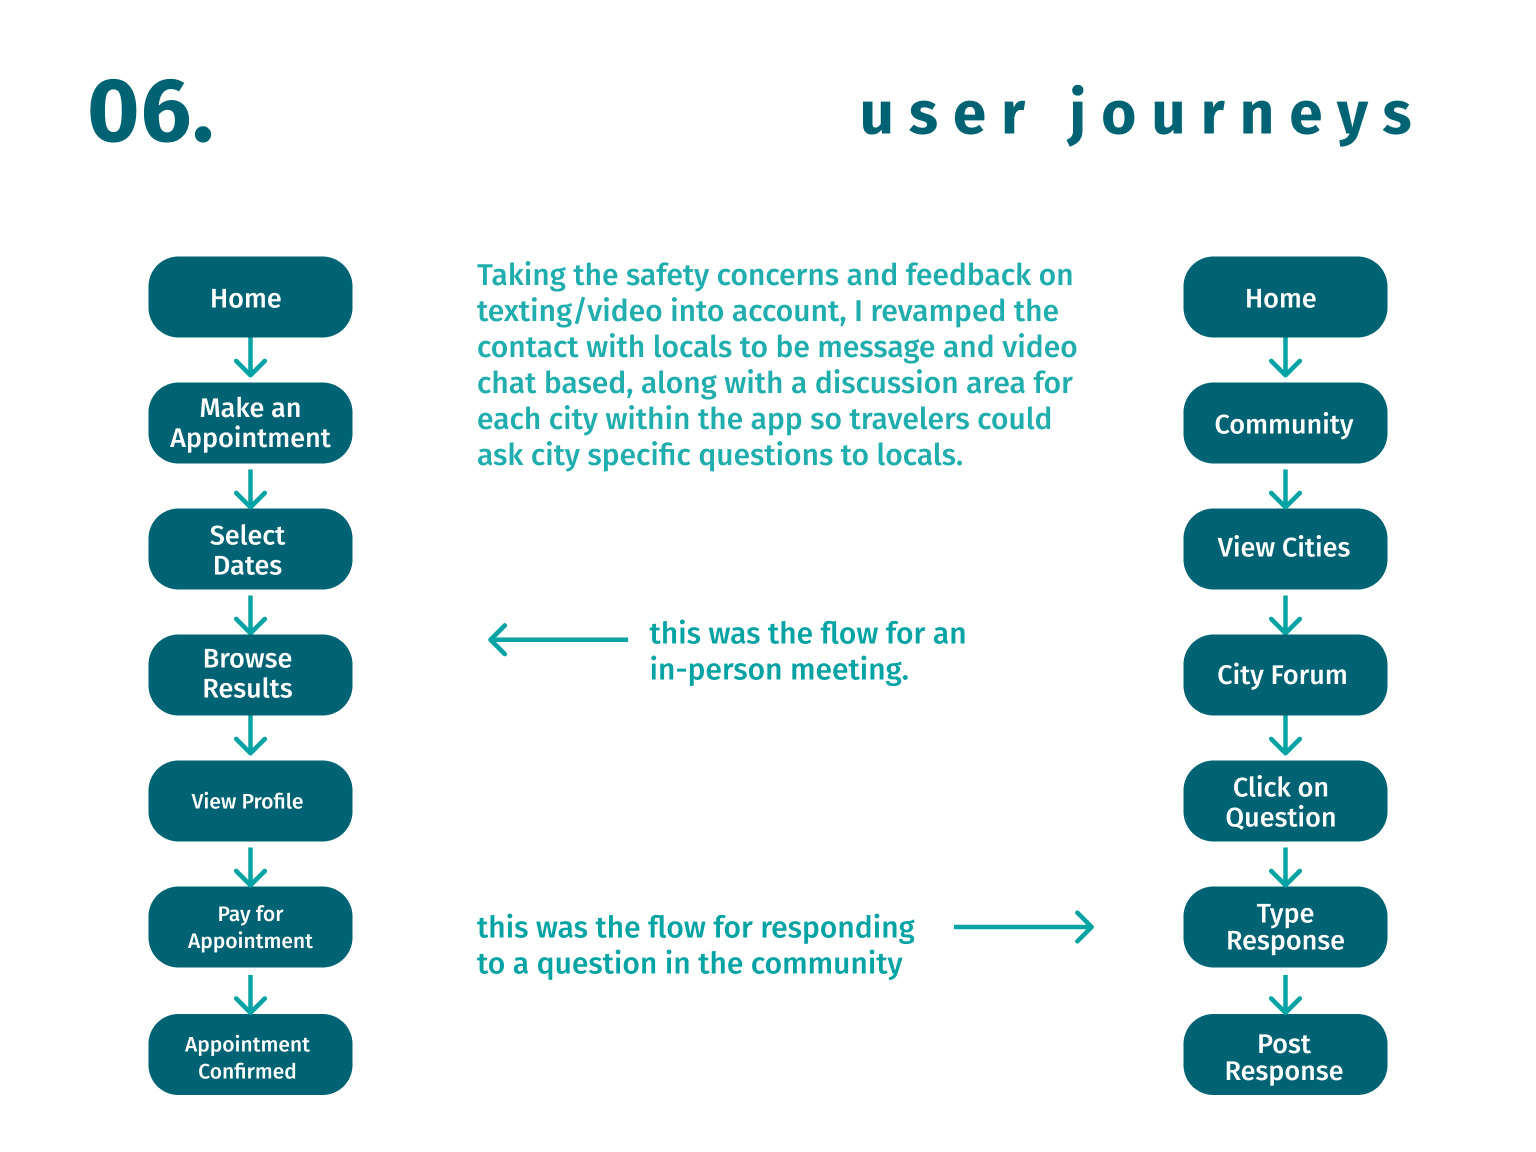 06.
user journeys
Home
Make an
Appointment
Select
Dates
Browse
Results
View Profile
Pay for
Appointment
Appointment
Confirmed
Taking the safety concerns and feedback on
texting/video into account, I revamped the
contact with locals to be message and video
chat based, along with a discussion area for
each city within the app so travelers could
ask city specific questions to locals.
this was the flow for an
in-person meeting.
this was the flow for responding
to a question in the community
Home
Community
View Cities
City Forum
Click on
Question
Type
Response
Post
Response